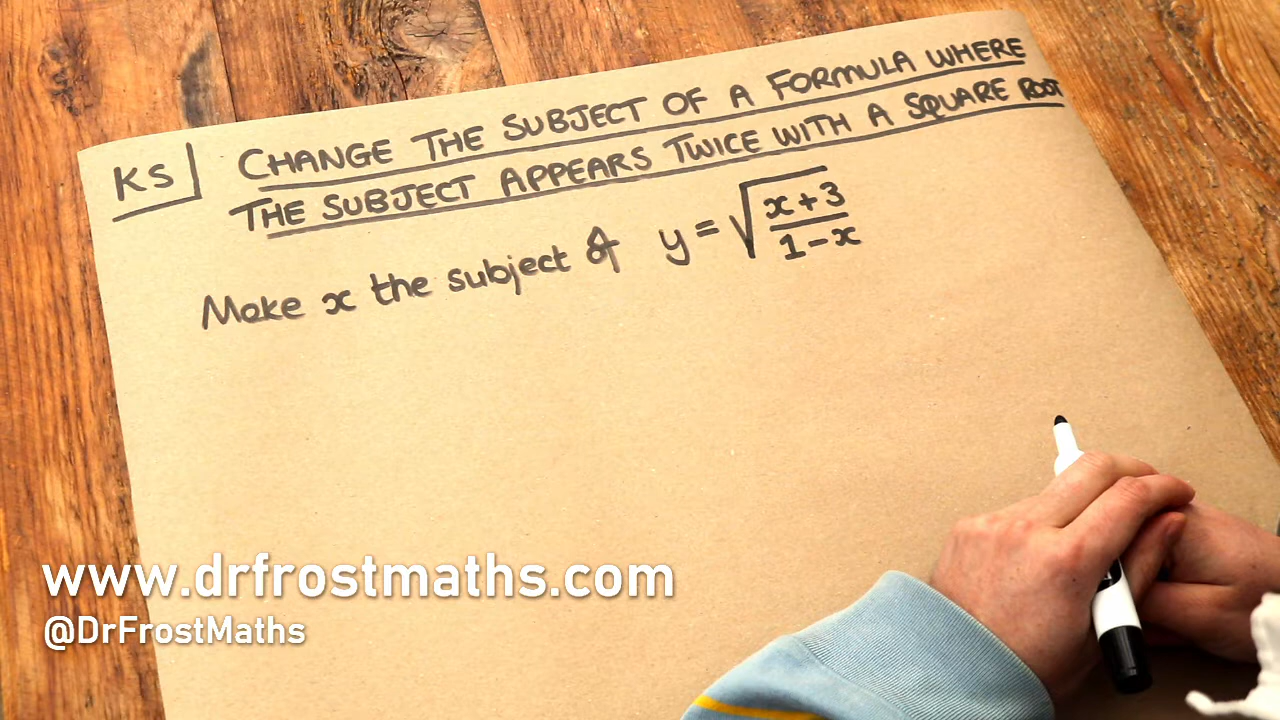 KS CHANGE THE SUBJECT OF A FORMULA WHERE
THE SUBJECT APPEARS TWICE WITH A SQUARE ROOT
Make x the subject of y = √((x+3)/(1-x))
www.drfrostmaths.com
@DrFrostMaths